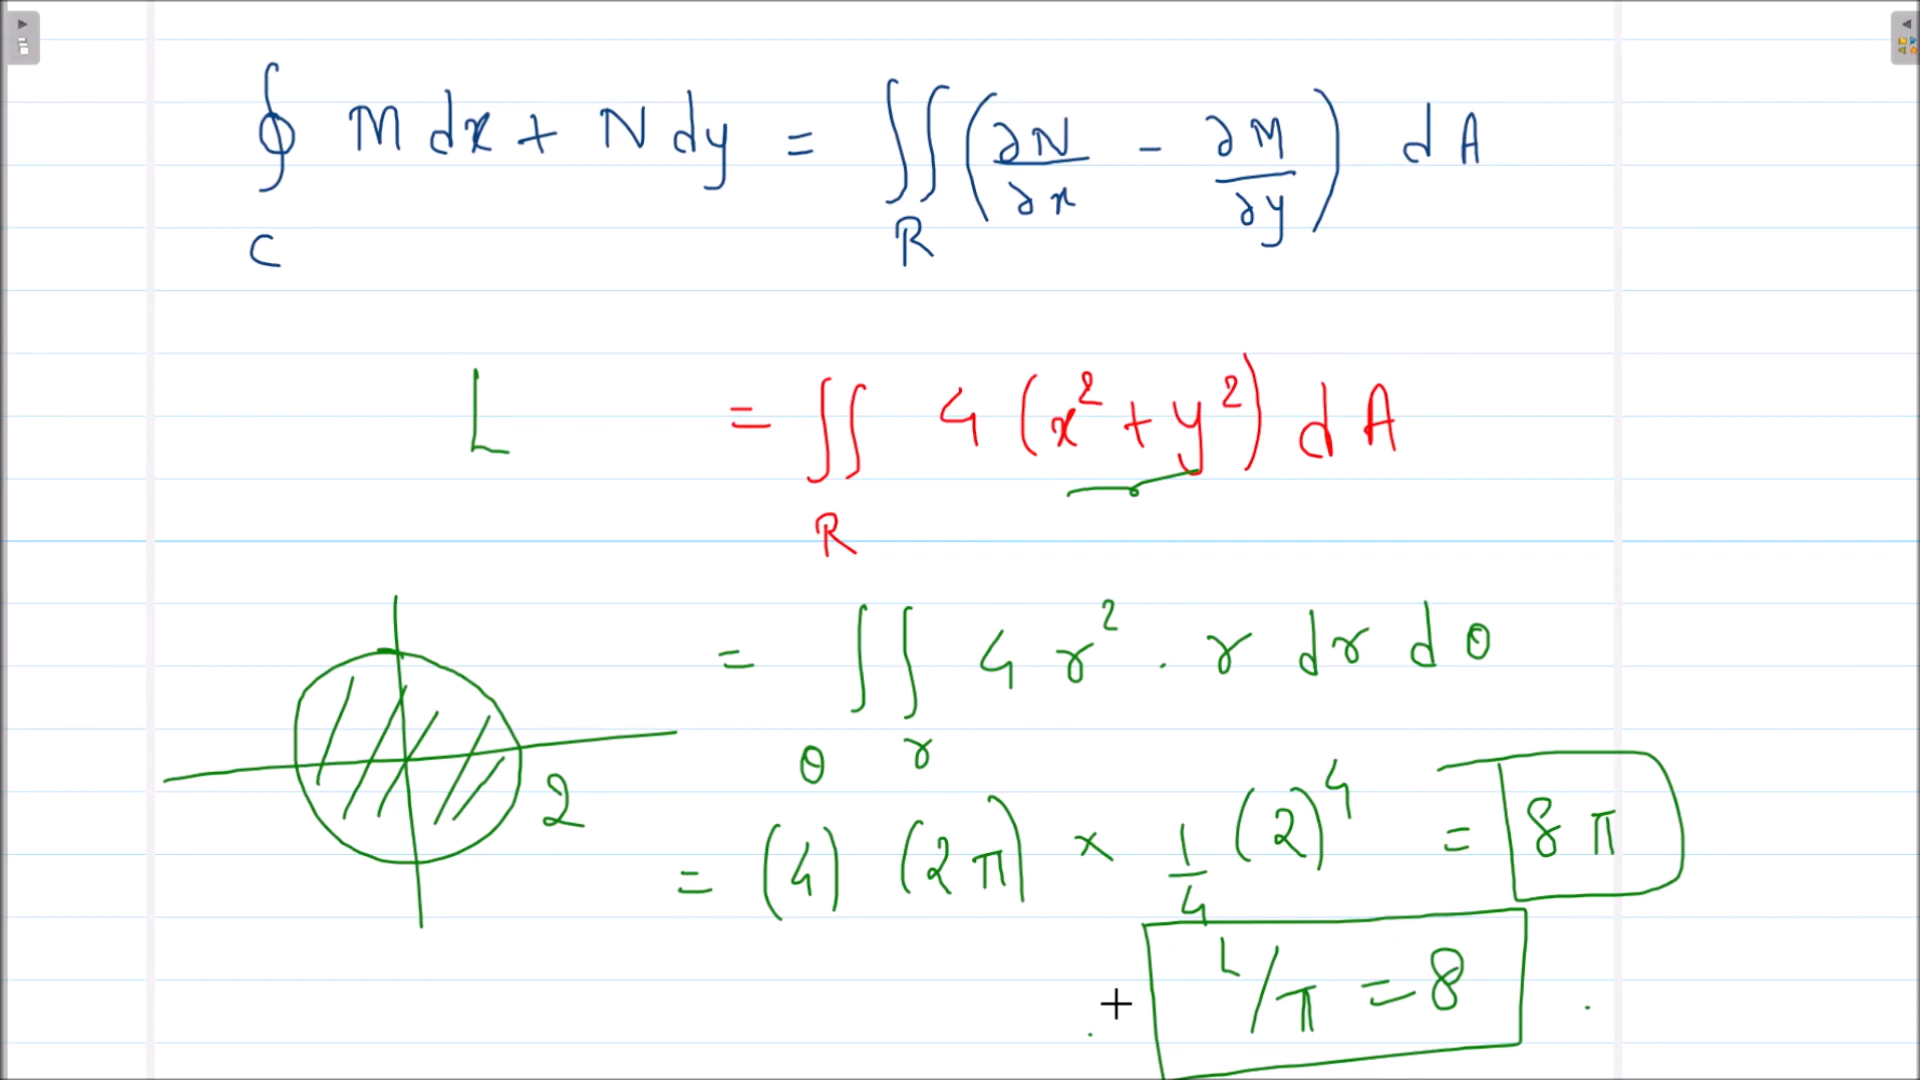 ∮ M dx + N dy = ∬ (∂N/∂x - ∂M/∂y) dA
C R
L = ∬ 4 (x² + y²) dA
R
= ∫ ∫ 4 r² . r dr dθ
θ r
2
= (4) (2π) × 1/4 (2)⁴ = 8π
L/π = 8